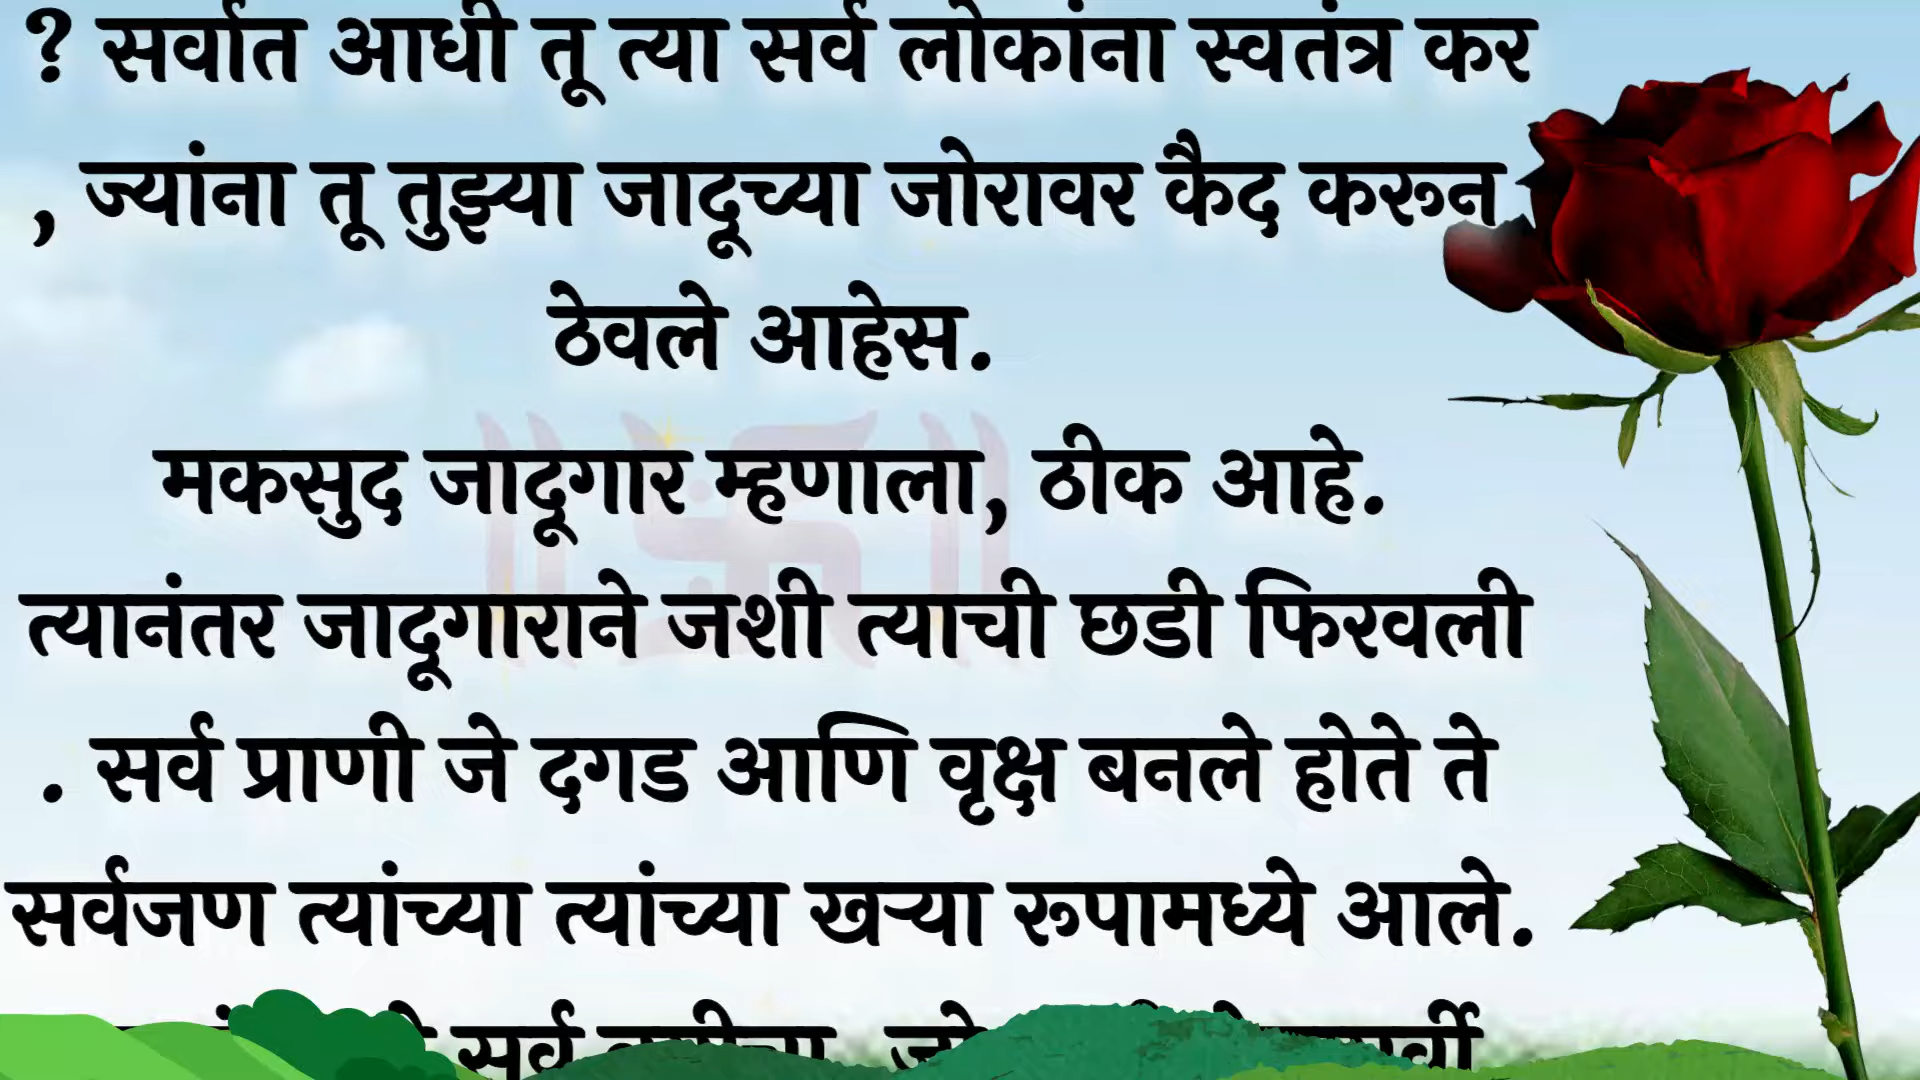 ? सर्वात आधी तू त्या सर्व लोकांना स्वतंत्र कर
, ज्यांना तू तुझ्या जादूच्या जोरावर कैद करून
ठेवले आहेस.
मकसुद जादूगार म्हणाला, ठीक आहे.
त्यानंतर जादूगाराने जशी त्याची छडी फिरवली
. सर्व प्राणी जे दगड आणि वृक्ष बनले होते ते
सर्वजण त्यांच्या त्यांच्या खऱ्या रूपामध्ये आले.
सर्व